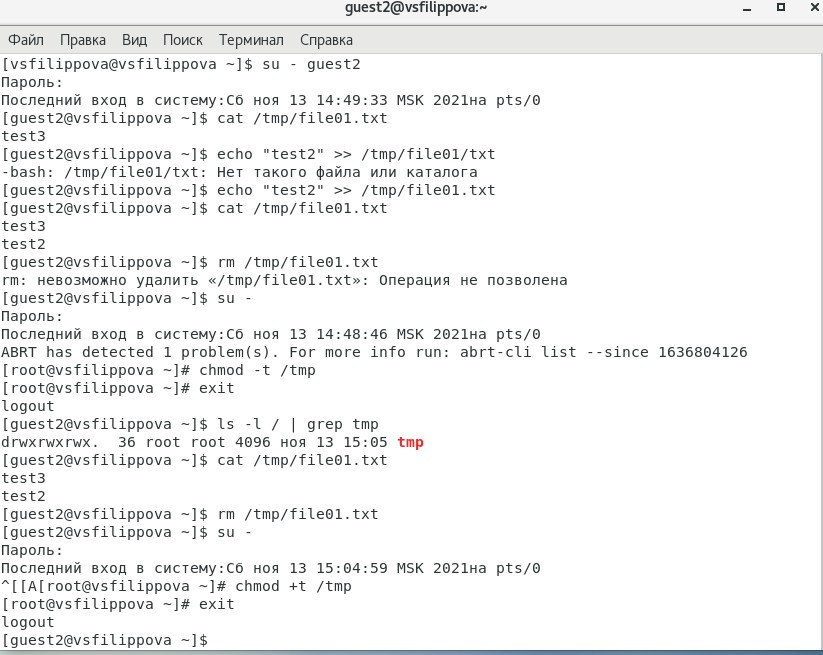 guest2@vsfilippova:~
Файл Правка Вид Поиск Терминал Справка
[vsfilippova@vsfilippova ~]$ su - guest2
Пароль:
Последний вход в систему:Сб ноя 13 14:49:33 MSK 2021на pts/0
[guest2@vsfilippova ~]$ cat /tmp/file01.txt
test3
[guest2@vsfilippova ~]$ echo "test2" >> /tmp/file01/txt
-bash: /tmp/file01/txt: Нет такого файла или каталога
[guest2@vsfilippova ~]$ echo "test2" >> /tmp/file01.txt
[guest2@vsfilippova ~]$ cat /tmp/file01.txt
test3
test2
[guest2@vsfilippova ~]$ rm /tmp/file01.txt
rm: невозможно удалить «/tmp/file01.txt»: Операция не позволена
[guest2@vsfilippova ~]$ su -
Пароль:
Последний вход в систему:Сб ноя 13 14:48:46 MSK 2021на pts/0
ABRT has detected 1 problem(s). For more info run: abrt-cli list --since 1636804126
[root@vsfilippova ~]# chmod -t /tmp
[root@vsfilippova ~]# exit
logout
[guest2@vsfilippova ~]$ ls -l / | grep tmp
drwxrwxrwx.  36 root root 4096 ноя 13 15:05 tmp
[guest2@vsfilippova ~]$ cat /tmp/file01.txt
test3
test2
[guest2@vsfilippova ~]$ rm /tmp/file01.txt
[guest2@vsfilippova ~]$ su -
Пароль:
Последний вход в систему:Сб ноя 13 15:04:59 MSK 2021на pts/0
^[[A[root@vsfilippova ~]# chmod +t /tmp
[root@vsfilippova ~]# exit
logout
[guest2@vsfilippova ~]$